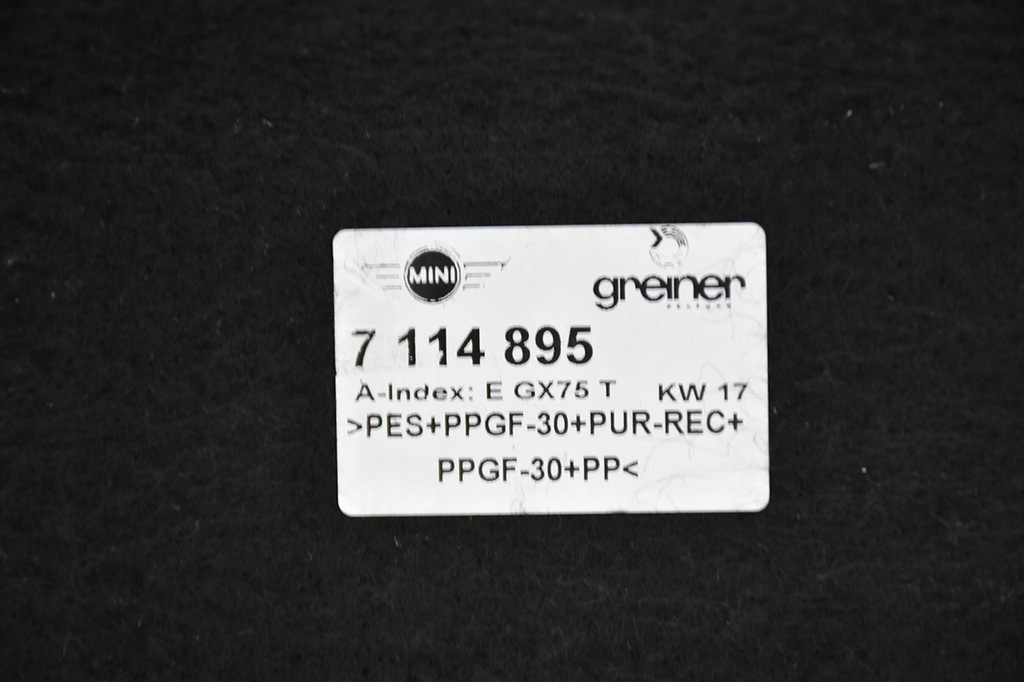 MINI
greiner
7 114 895
A-Index: E GX75 T KW 17
>PES+PPGF-30+PUR-REC+
PPGF-30+PP<